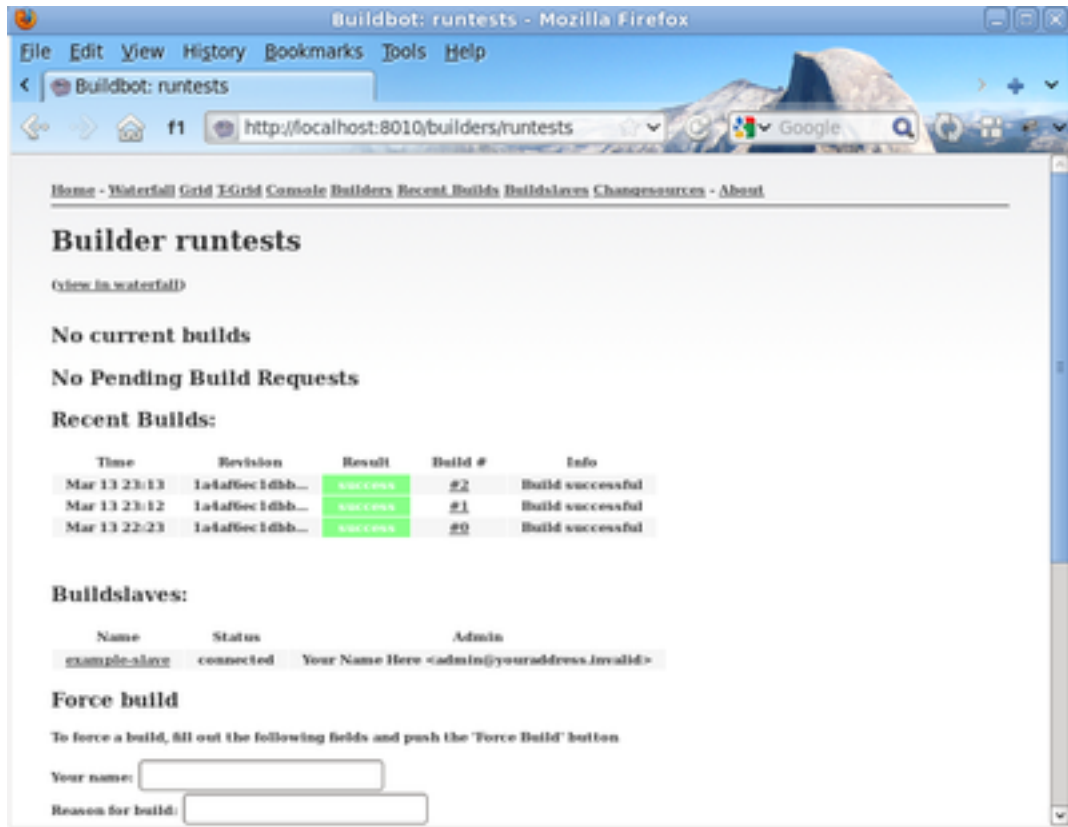 Buildbot: runtests - Mozilla Firefox
File Edit View History Bookmarks Tools Help
Buildbot: runtests
f1 http://localhost:8010/builders/runtests Google
Home - Waterfall Grid T-Grid Console Builders Recent Builds Buildslaves Changesources - About
Builder runtests
(view in waterfall)
No current builds
No Pending Build Requests
Recent Builds:
Time Revision Result Build # Info
Mar 13 23:13 1a4af6ec1dbb... success #2 Build successful
Mar 13 23:12 1a4af6ec1dbb... success #1 Build successful
Mar 13 22:23 1a4af6ec1dbb... success #0 Build successful
Buildslaves:
Name Status Admin
example-slave connected Your Name Here <admin@youraddress.invalid>
Force build
To force a build, fill out the following fields and push the 'Force Build' button
Your name:
Reason for build: